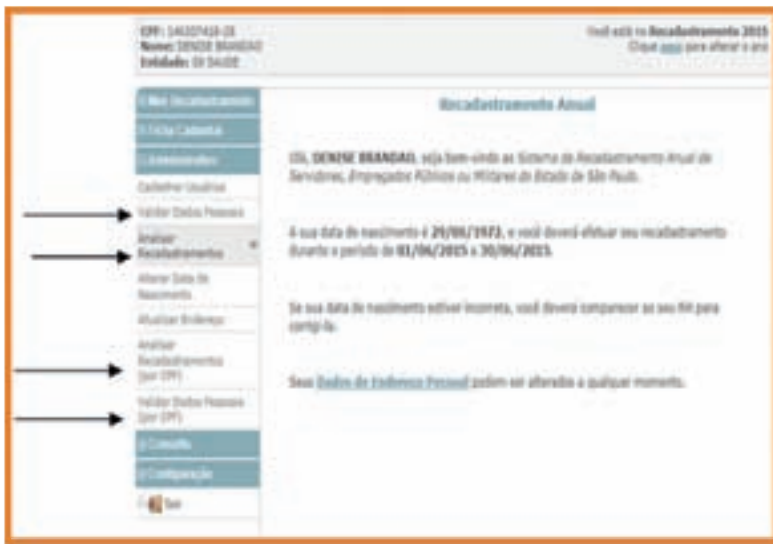 Nome: DENISE BRANDAO
Entidade: SAUDE
Você está no Recadastramento 2015
Clique aqui para alterar o ano
Meu Recadastramento
Ficha Cadastral
Administrativo
Cadastrar Usuários
Validar Dados Pessoais
Analisar
Recadastramentos
Alterar Data de
Nascimento
Atualizar Endereço
Analisar
Recadastramentos
(por CPF)
Validar Dados Pessoais
(por CPF)
Consulta
Configuração
Sair
Recadastramento Anual
Olá, DENISE BRANDAO, seja bem-vindo ao Sistema de Recadastramento Anual de
Servidores, Empregados Públicos ou Militares do Estado de São Paulo.
A sua data de nascimento é 29/06/1972, e você deverá efetuar seu recadastramento
durante o período de 01/06/2015 a 30/06/2015.
Se sua data de nascimento estiver incorreta, você deverá comparecer ao seu RH para
corrigi-la.
Seus Dados de Endereço Pessoal podem ser alterados a qualquer momento.